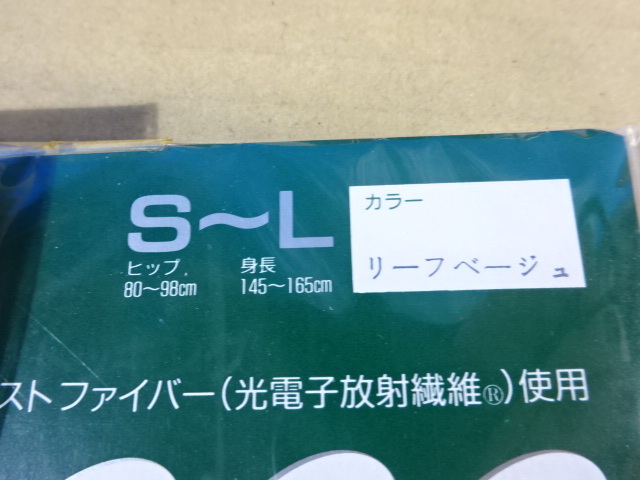 S～L
ヒップ 身長
80～98cm 145～165cm
カラー
リーフベージュ
ストファイバー(光電子放射繊維®)使用